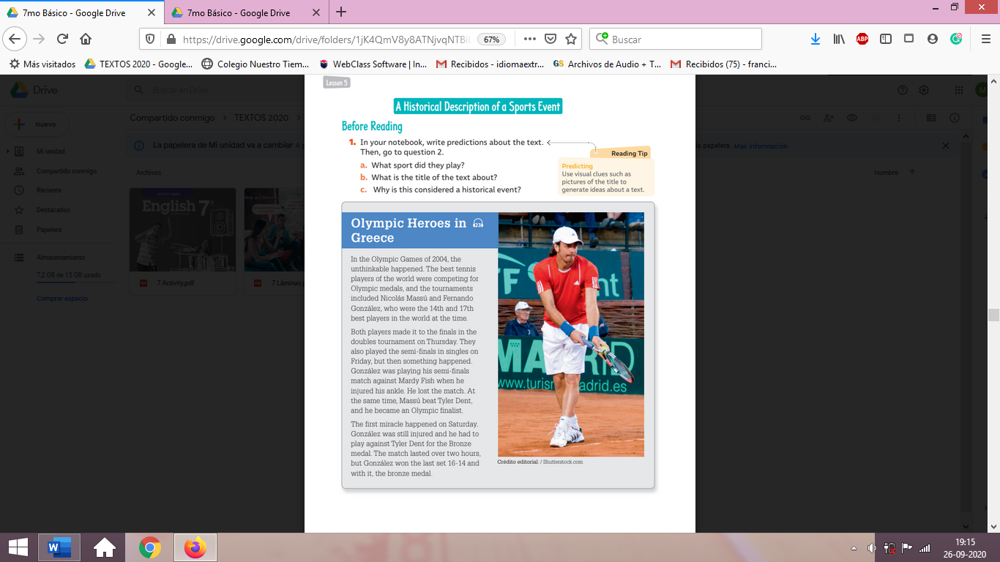 7mo Básico - Google Drive
7mo Básico - Google Drive
https://drive.google.com/drive/folders/1jK4QmV8y8ATNjvqNTBiI
67%
Buscar
ABP
Más visitados
TEXTOS 2020 - Google...
Colegio Nuestro Tiem...
WebClass Software | In...
Recibidos - idiomaextr...
Archivos de Audio + T...
Recibidos (75) - franci...
Drive
Buscar en Drive
Nuevo
Mi unidad
Compartido conmigo
Reciente
Destacados
Papelera
Almacenamiento
7,2 GB de 15 GB usado
Comprar espacio
Compartido conmigo > TEXTOS 2020 >
La papelera de Mi unidad va a cambiar
la papelera. Más información
Archivos
Nombre
English 7°
7 Activity.pdf
7 Láminas.p
Lesson 5
A Historical Description of a Sports Event
Before Reading
1. In your notebook, write predictions about the text.
Then, go to question 2.
a. What sport did they play?
b. What is the title of the text about?
c. Why is this considered a historical event?
Reading Tip
Predicting
Use visual clues such as
pictures of the title to
generate ideas about a text.
Olympic Heroes in
Greece
23
In the Olympic Games of 2004, the
unthinkable happened. The best tennis
players of the world were competing for
Olympic medals, and the tournaments
included Nicolás Massú and Fernando
González, who were the 14th and 17th
best players in the world at the time.
Both players made it to the finals in the
doubles tournament on Thursday. They
also played the semi-finals in singles on
Friday, but then something happened.
González was playing his semi-finals
match against Mardy Fish when he
injured his ankle. He lost the match. At
the same time, Massú beat Tyler Dent,
and he became an Olympic finalist.
The first miracle happened on Saturday.
González was still injured and he had to
play against Tyler Dent for the Bronze
medal. The match lasted over two hours,
but González won the last set 16-14 and
with it, the bronze medal.
MADRID
www.turismomadrid.es
Crédito editorial: / Shutterstock.com
19:15
26-09-2020